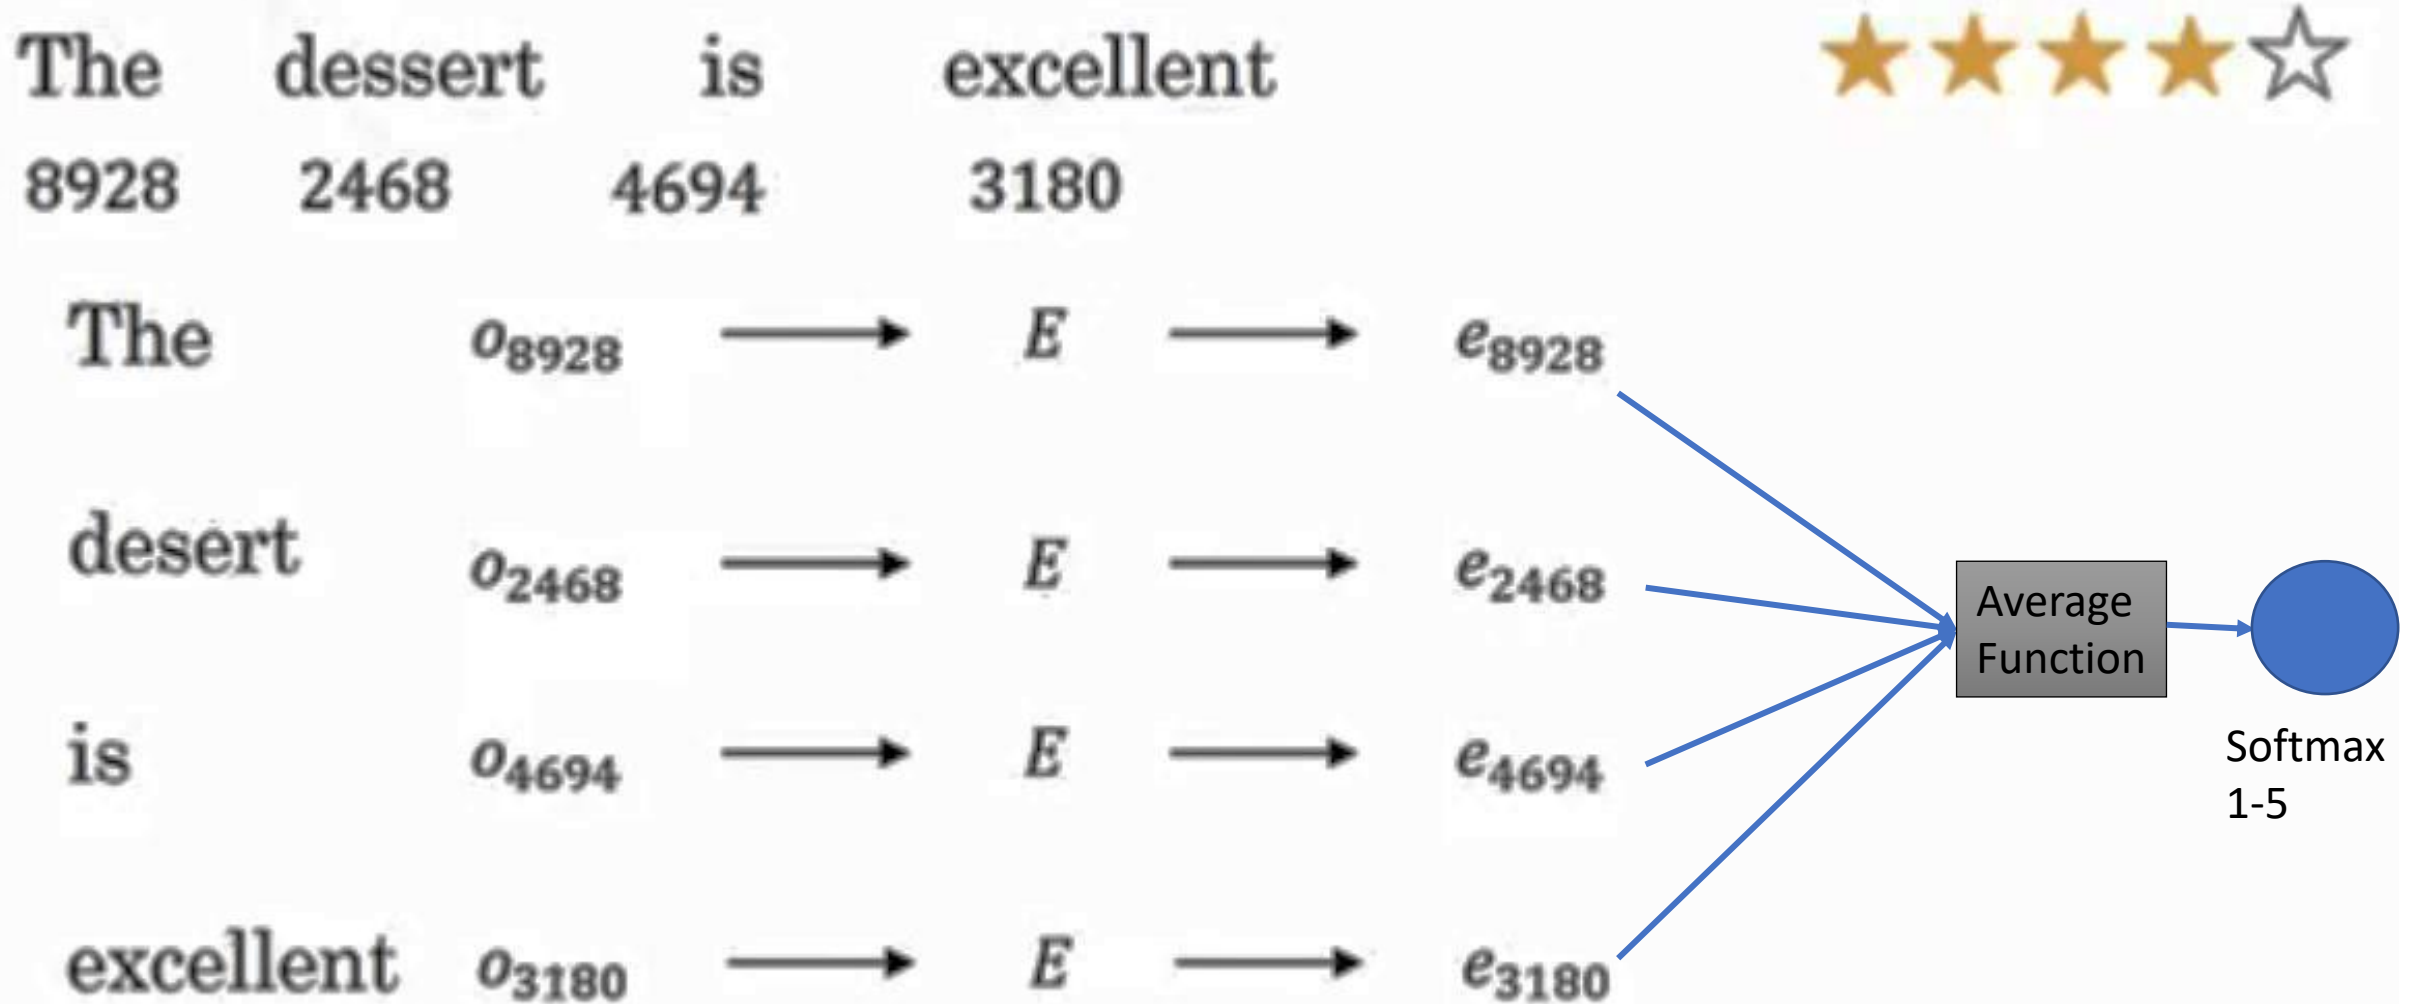 The dessert is excellent
8928 2468 4694 3180
The o8928 E e8928
desert o2468 E e2468
Average
Function
is o4694 E e4694
Softmax
1-5
excellent o3180 E e3180